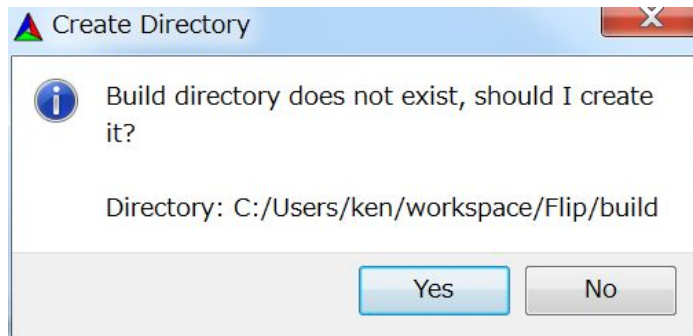 Create Directory
Build directory does not exist, should I create
it?
Directory: C:/Users/ken/workspace/Flip/build
Yes
No